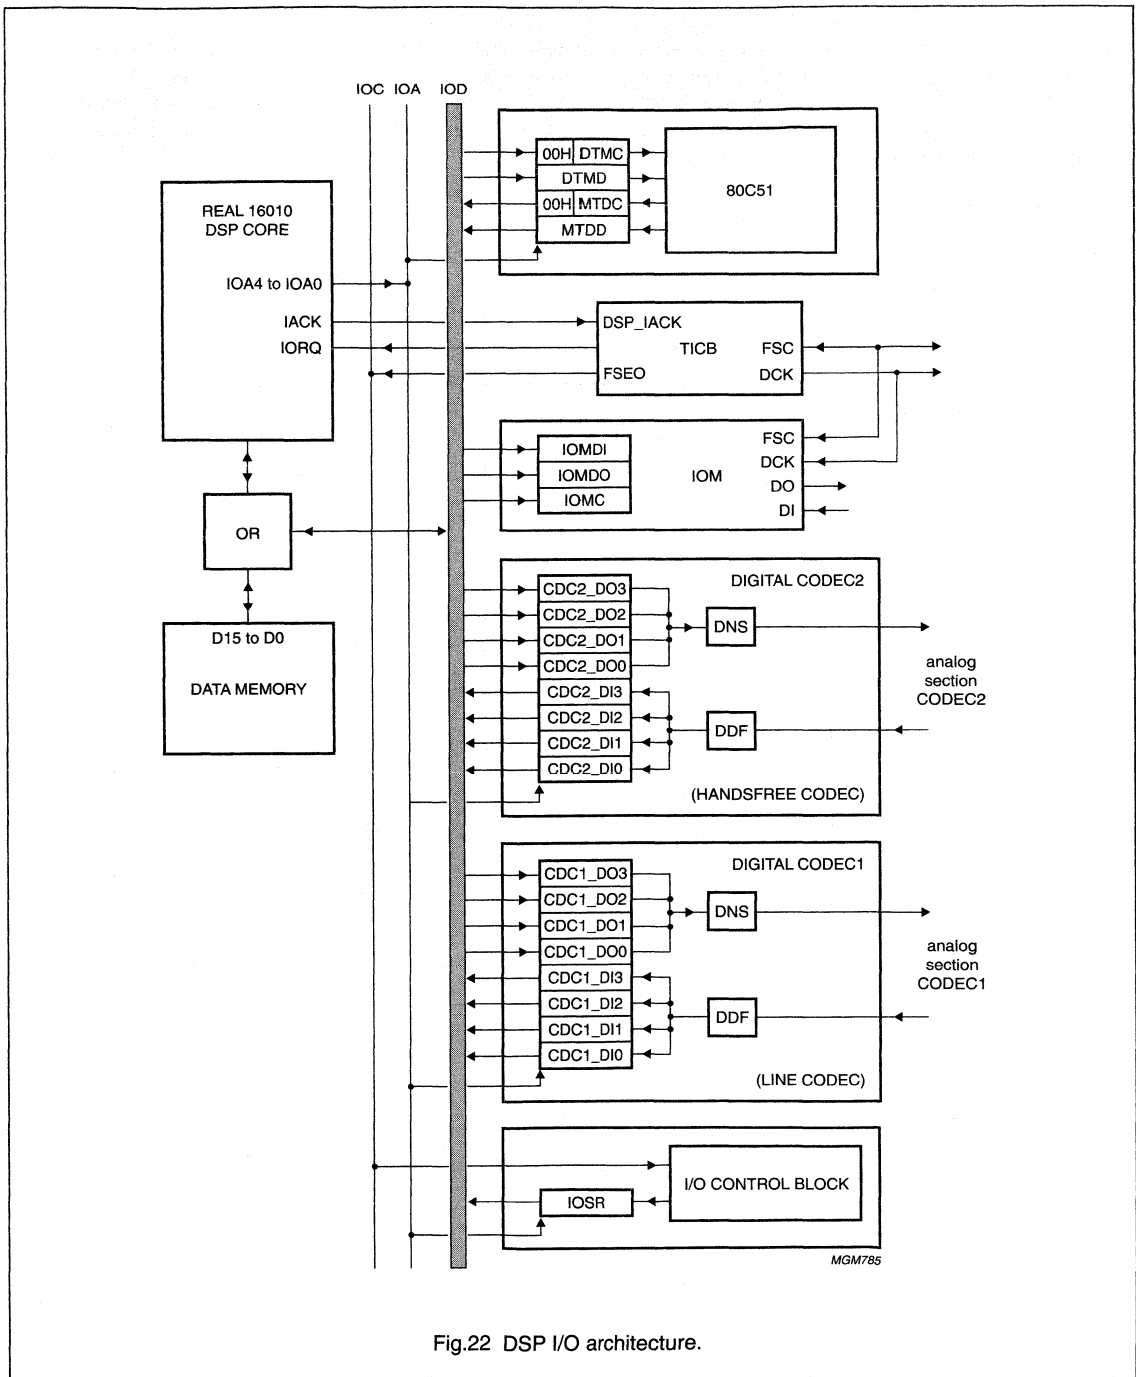 IOC IOA IOD
REAL 16010
DSP CORE
IOA4 to IOA0
IACK
IORQ
OR
D15 to D0
DATA MEMORY
00H DTMC
DTMD
00H MTDC
MTDD
80C51
DSP_IACK
TICB
FSEO
FSC
DCK
IOMDI
IOMDO
IOMC
IOM
FSC
DCK
DO
DI
DIGITAL CODEC2
CDC2_DO3
CDC2_DO2
CDC2_DO1
CDC2_DO0
CDC2_DI3
CDC2_DI2
CDC2_DI1
CDC2_DI0
DNS
DDF
(HANDSFREE CODEC)
analog
section
CODEC2
DIGITAL CODEC1
CDC1_DO3
CDC1_DO2
CDC1_DO1
CDC1_DO0
CDC1_DI3
CDC1_DI2
CDC1_DI1
CDC1_DI0
DNS
DDF
(LINE CODEC)
analog
section
CODEC1
I/O CONTROL BLOCK
IOSR
MGM785
Fig.22 DSP I/O architecture.